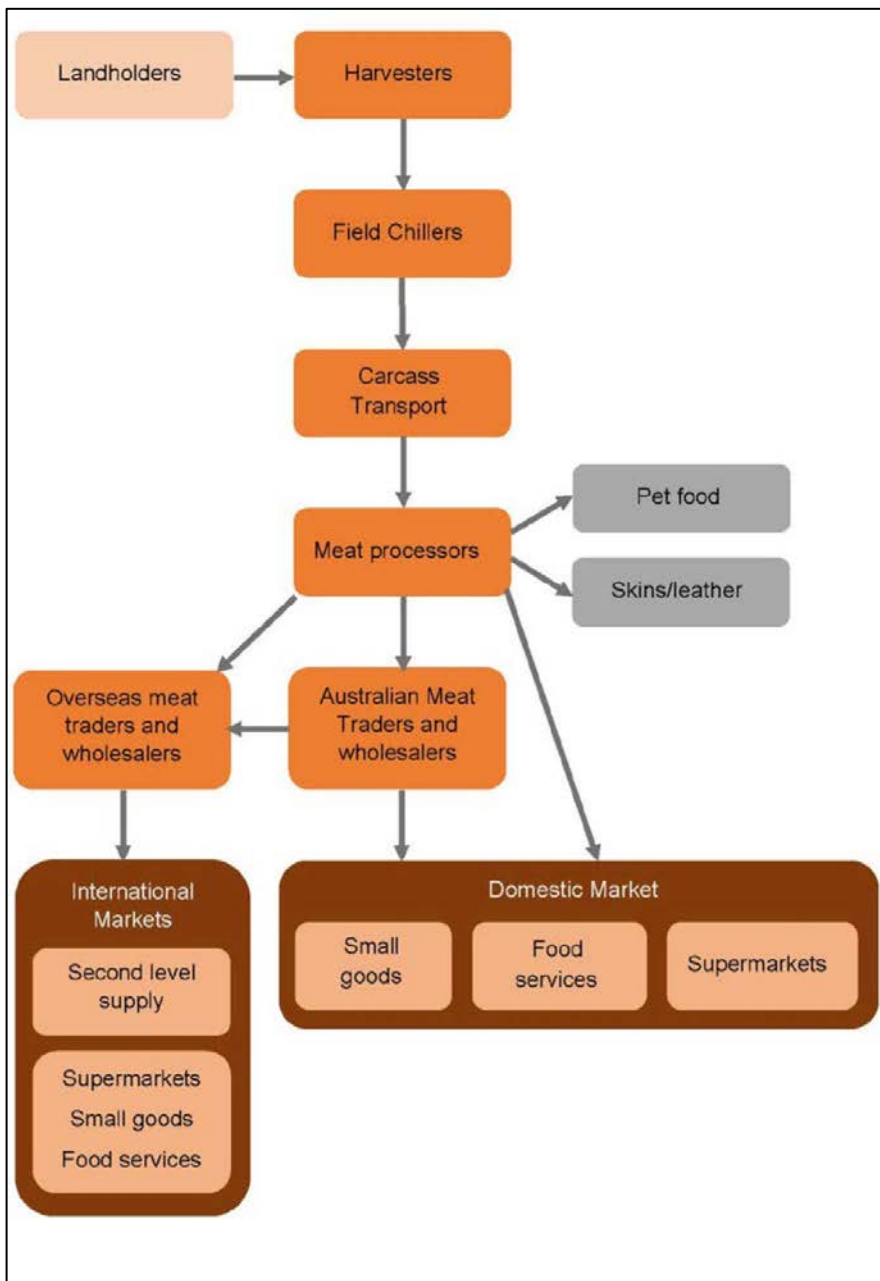 Landholders
Harvesters
Field Chillers
Carcass
Transport
Meat processors
Pet food
Skins/leather
Overseas meat
traders and
wholesalers
Australian Meat
Traders and
wholesalers
International
Markets
Second level
supply
Supermarkets
Small goods
Food services
Domestic Market
Small
goods
Food
services
Supermarkets